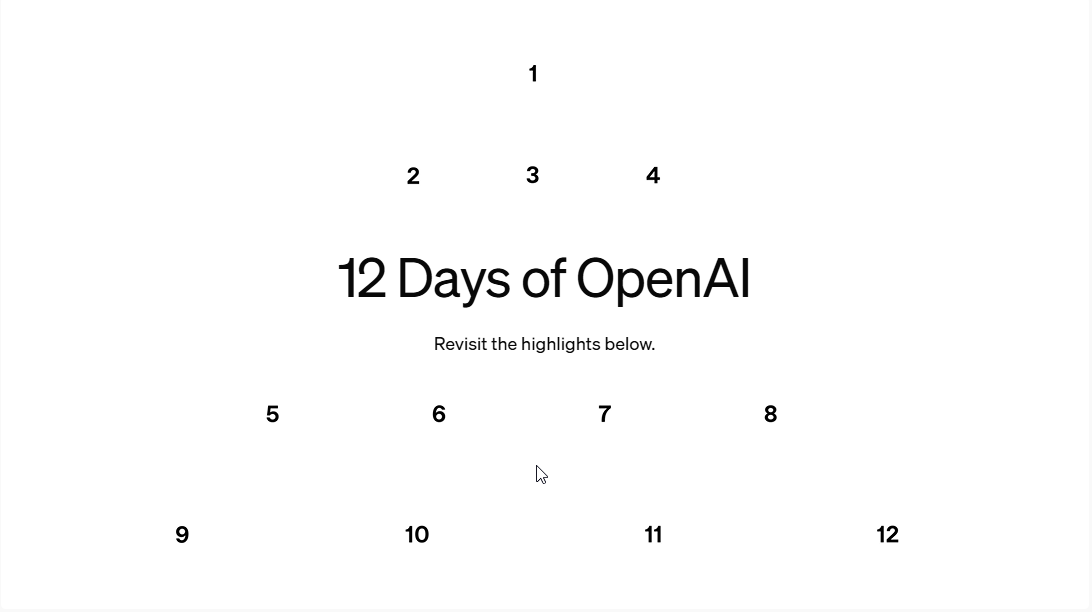 1
2 3 4
12 Days of OpenAI
Revisit the highlights below.
5 6 7 8
9 10 11 12